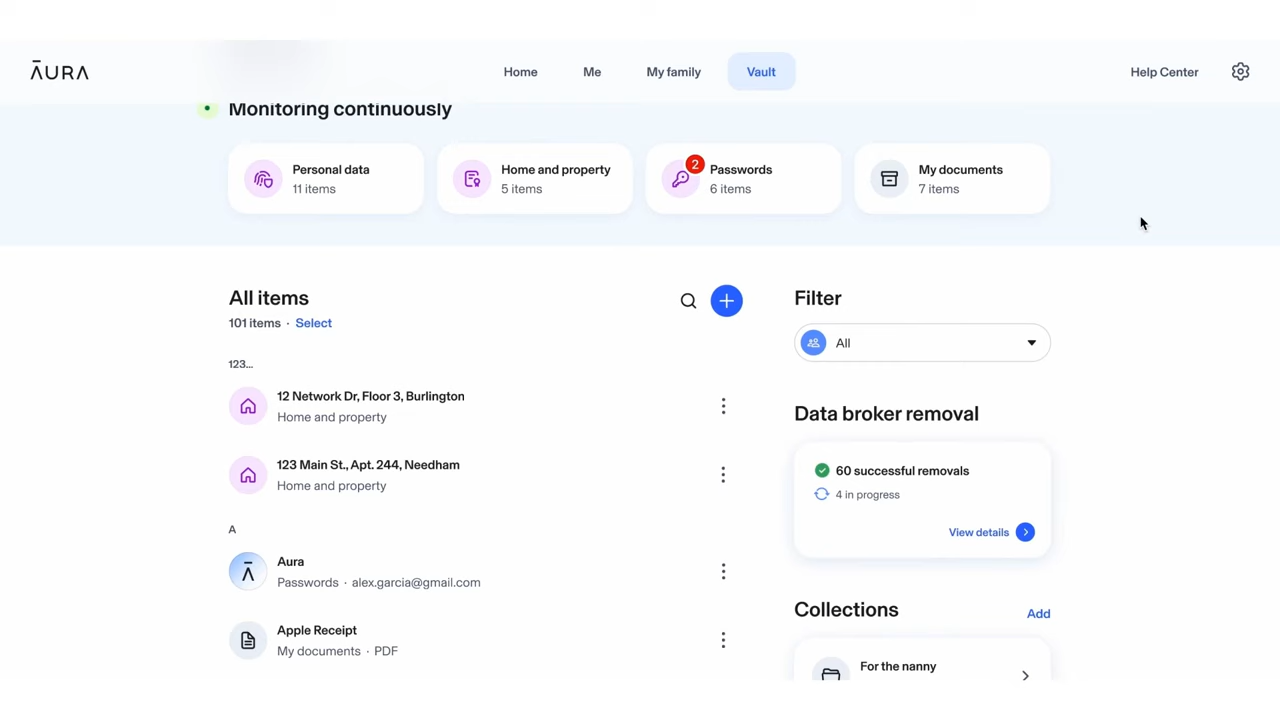 ĀURA
Home
Me
My family
Vault
Help Center
Monitoring continuously
Personal data
11 items
Home and property
5 items
2
Passwords
6 items
My documents
7 items
All items
101 items · Select
Filter
All
123...
12 Network Dr, Floor 3, Burlington
Home and property
123 Main St., Apt. 244, Needham
Home and property
A
Ā
Aura
Passwords · alex.garcia@gmail.com
Apple Receipt
My documents · PDF
Data broker removal
60 successful removals
4 in progress
View details
Collections
Add
For the nanny